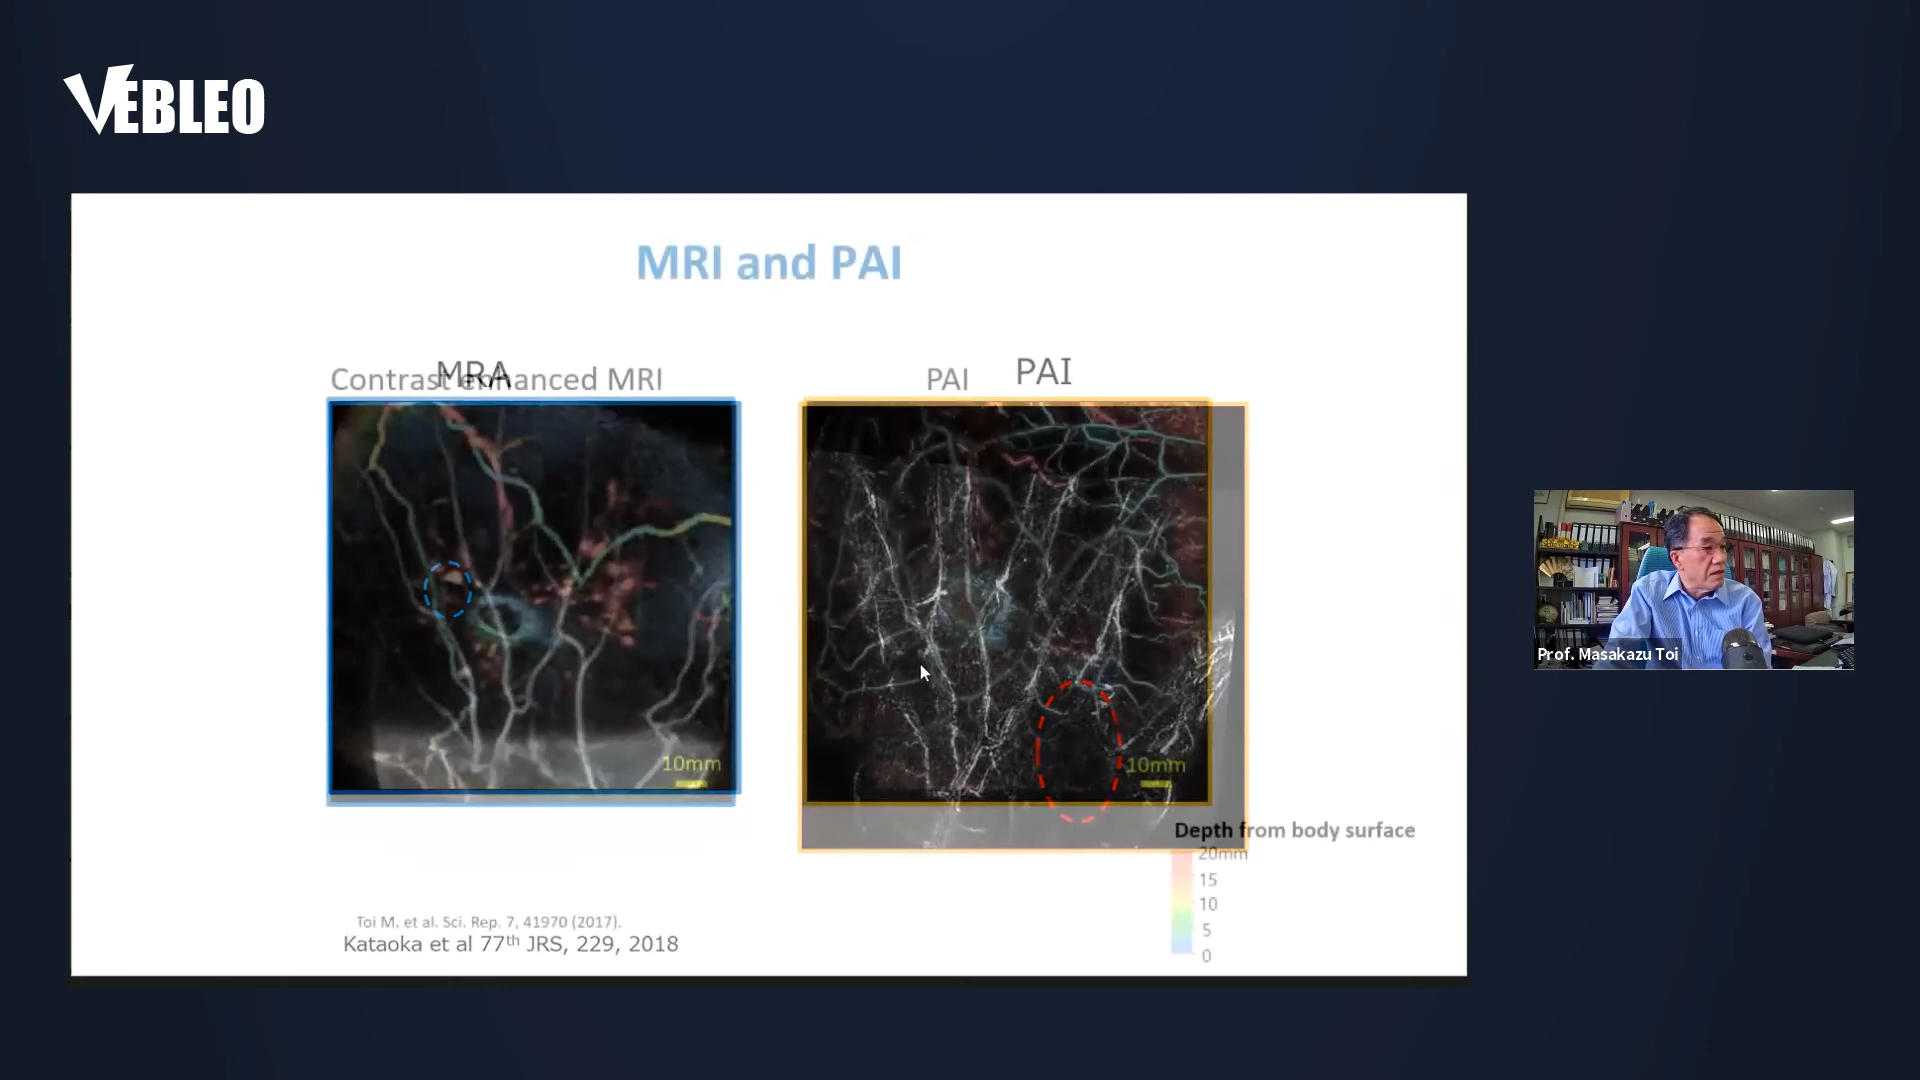 VEBLEO
MRI and PAI
Contrast enhanced MRI
MRA
PAI
PAI
10mm
10mm
Depth from body surface
20mm
15
10
5
0
Toi M. et al. Sci. Rep. 7, 41970 (2017).
Kataoka et al 77th JRS, 229, 2018
Prof. Masakazu Toi